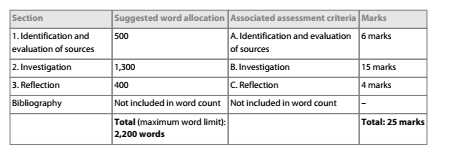 Section Suggested word allocation Associated assessment criteria Marks
1. Identification and 500 A. Identification and evaluation 6 marks
evaluation of sources of sources
2. Investigation 1,300 B. Investigation 15 marks
3. Reflection 400 C. Reflection 4 marks
Bibliography Not included in word count Not included in word count –
Total (maximum word limit): Total: 25 marks
2,200 words